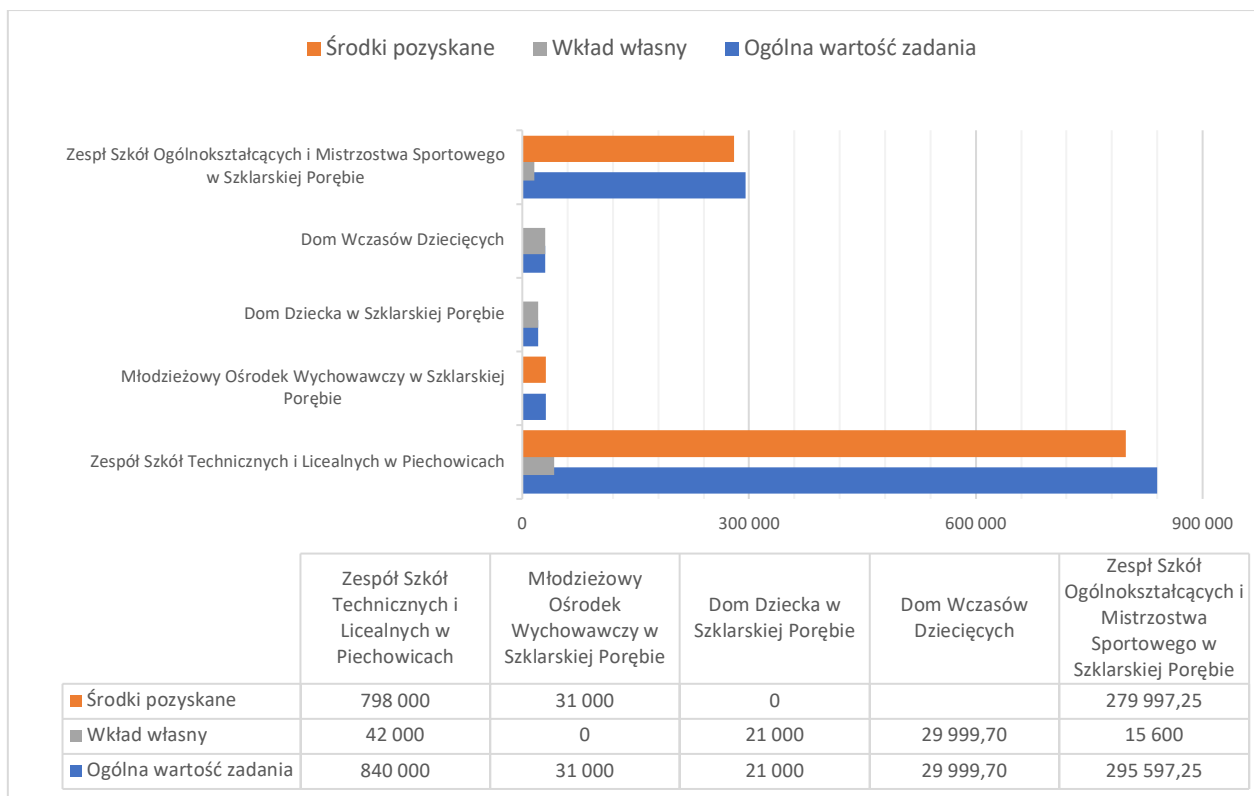 Środki pozyskane Wkład własny Ogólna wartość zadania
Zespł Szkół Ogólnokształcących i Mistrzostwa Sportowego
w Szklarskiej Porębie
Dom Wczasów Dziecięcych
Dom Dziecka w Szklarskiej Porębie
Młodzieżowy Ośrodek Wychowawczy w Szklarskiej
Porębie
Zespół Szkół Technicznych i Licealnych w Piechowicach
0 300 000 600 000 900 000
Zespół Szkół
Technicznych i
Licealnych w
Piechowicach
Młodzieżowy
Ośrodek
Wychowawczy w
Szklarskiej Porębie
Dom Dziecka w
Szklarskiej Porębie
Dom Wczasów
Dziecięcych
Zespł Szkół
Ogólnokształcących i
Mistrzostwa
Sportowego w
Szklarskiej Porębie
Środki pozyskane 798 000 31 000 0 279 997,25
Wkład własny 42 000 0 21 000 29 999,70 15 600
Ogólna wartość zadania 840 000 31 000 21 000 29 999,70 295 597,25